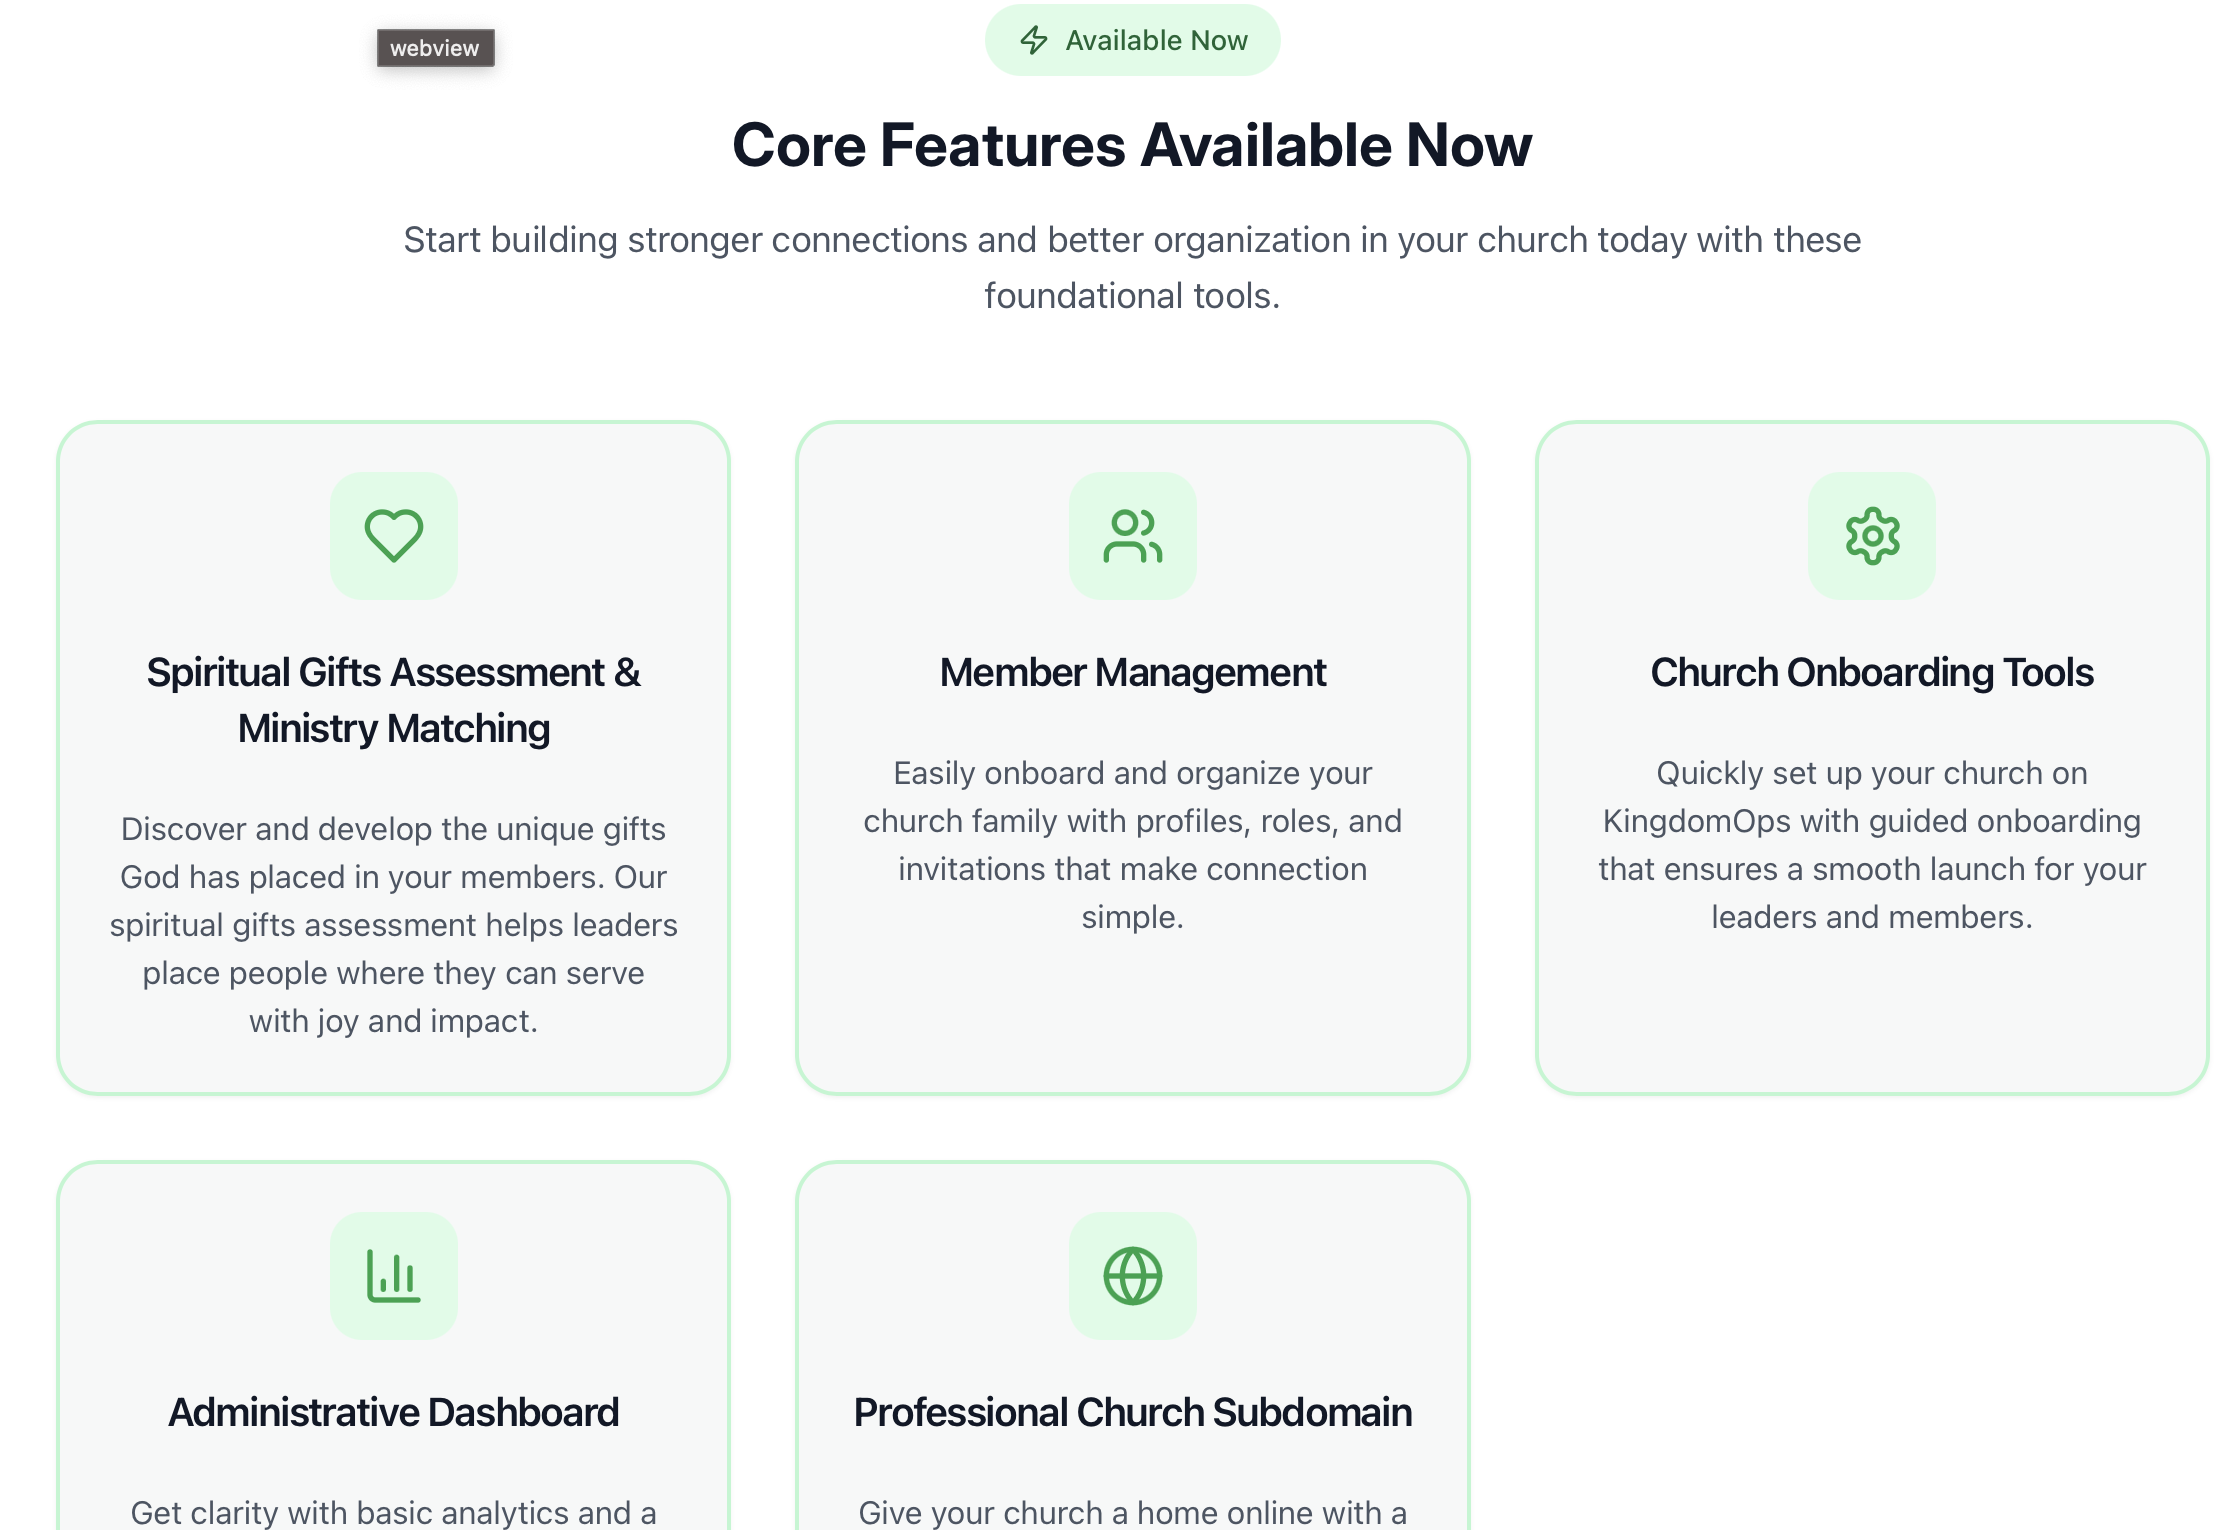 webview
Available Now
Core Features Available Now
Start building stronger connections and better organization in your church today with these
foundational tools.
Spiritual Gifts Assessment &
Ministry Matching
Discover and develop the unique gifts
God has placed in your members. Our
spiritual gifts assessment helps leaders
place people where they can serve
with joy and impact.
Member Management
Easily onboard and organize your
church family with profiles, roles, and
invitations that make connection
simple.
Church Onboarding Tools
Quickly set up your church on
KingdomOps with guided onboarding
that ensures a smooth launch for your
leaders and members.
Administrative Dashboard
Get clarity with basic analytics and a
Professional Church Subdomain
Give your church a home online with a